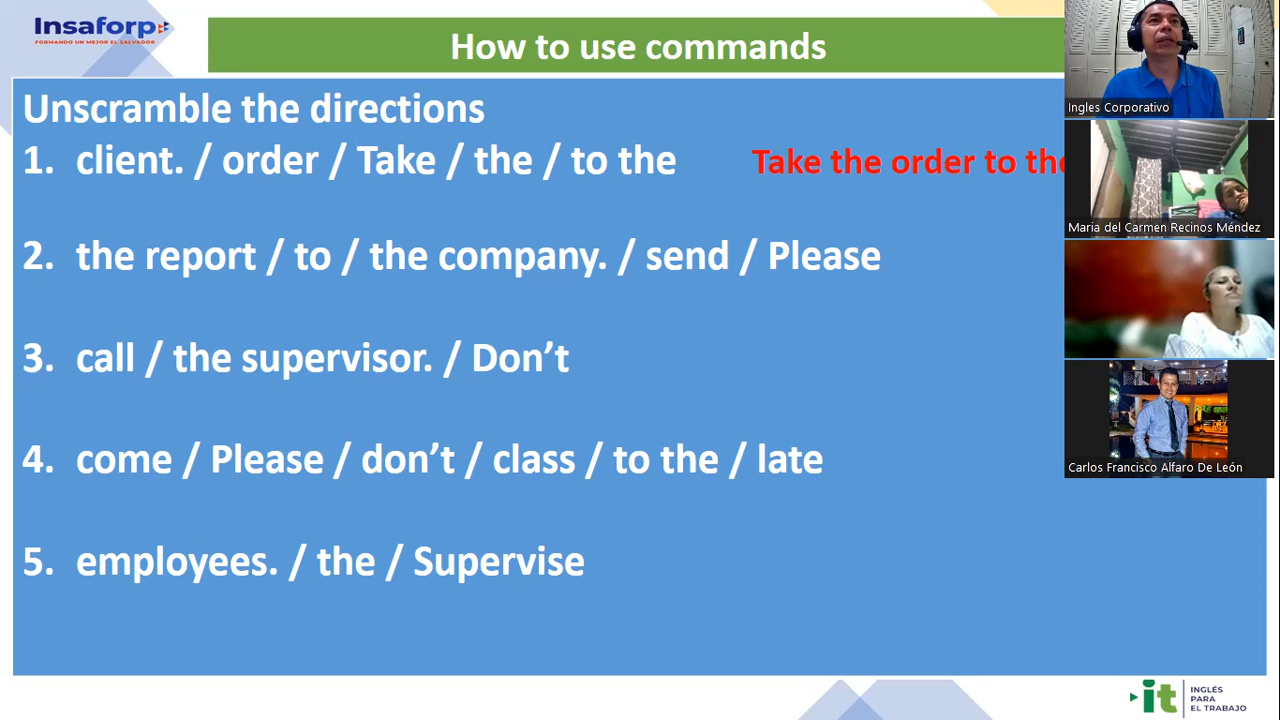 Insaforp
FORMANDO UN MEJOR EL SALVADOR
How to use commands
Unscramble the directions
1. client. / order / Take / the / to the
Take the order to the
2. the report / to / the company. / send / Please
3. call / the supervisor. / Don’t
4. come / Please / don’t / class / to the / late
5. employees. / the / Supervise
Ingles Corporativo
Maria del Carmen Recinos Méndez
Carlos Francisco Alfaro De León
it
INGLÉS
PARA
EL TRABAJO